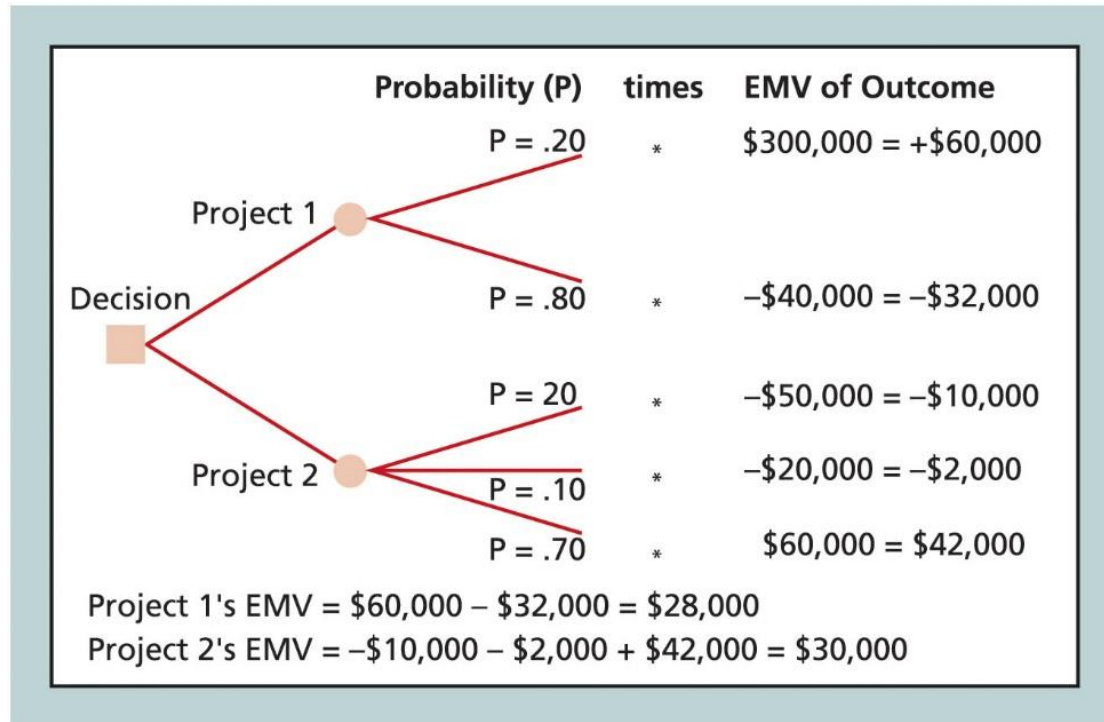 Probability (P) times EMV of Outcome
P = .20 * $300,000 = +$60,000
Project 1
P = .80 * –$40,000 = –$32,000
Decision
P = 20 * –$50,000 = –$10,000
Project 2
P = .10 * –$20,000 = –$2,000
P = .70 * $60,000 = $42,000
Project 1's EMV = $60,000 – $32,000 = $28,000
Project 2's EMV = –$10,000 – $2,000 + $42,000 = $30,000